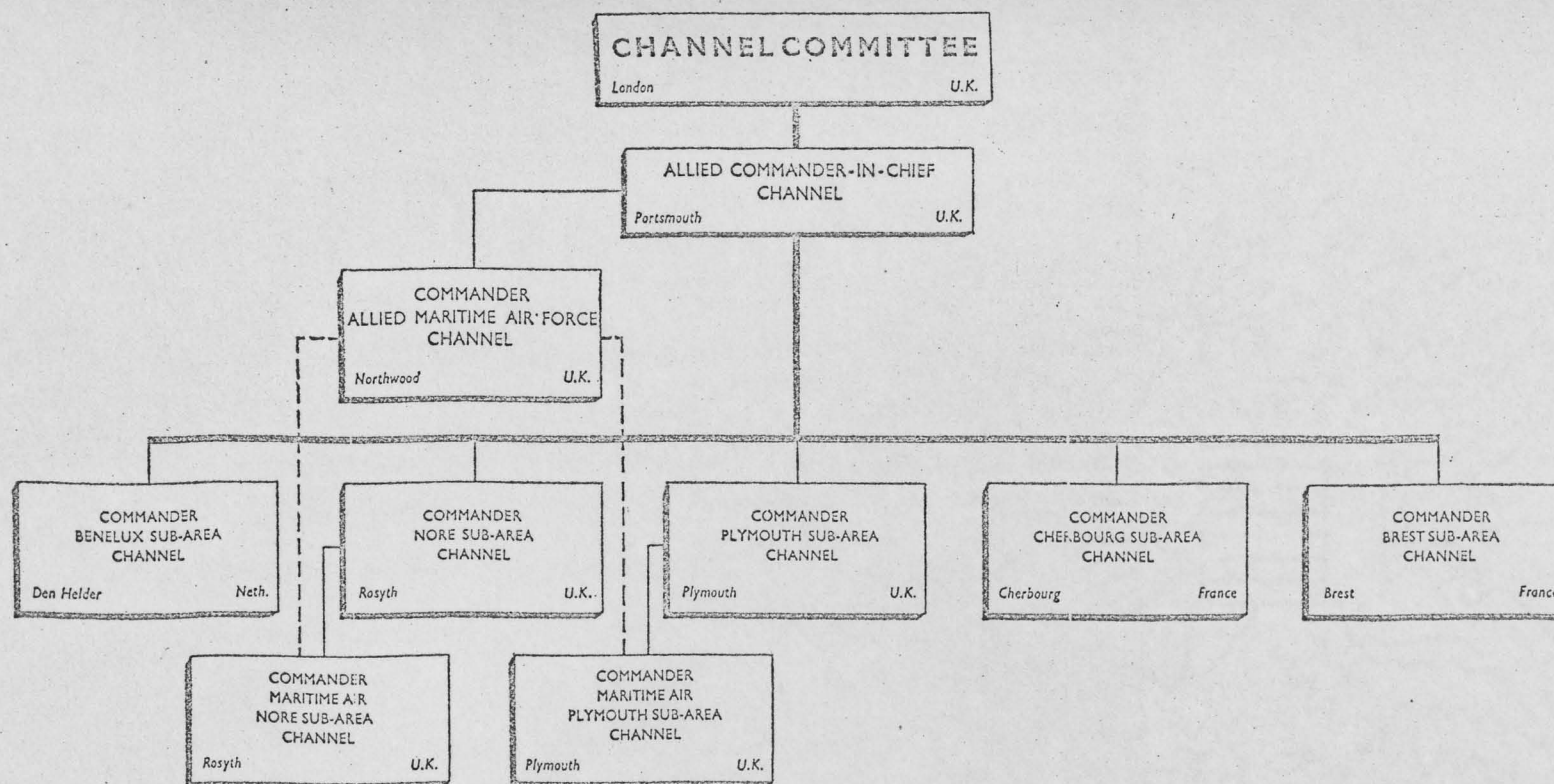 CHANNEL COMMITTEE
London U.K.
ALLIED COMMANDER-IN-CHIEF
CHANNEL
Portsmouth U.K.
COMMANDER
ALLIED MARITIME AIR FORCE
CHANNEL
Northwood U.K.
COMMANDER
BENELUX SUB-AREA
CHANNEL
Den Helder Neth.
COMMANDER
NORE SUB-AREA
CHANNEL
Rosyth U.K.
COMMANDER
PLYMOUTH SUB-AREA
CHANNEL
Plymouth U.K.
COMMANDER
CHERBOURG SUB-AREA
CHANNEL
Cherbourg France
COMMANDER
BREST SUB-AREA
CHANNEL
Brest France
COMMANDER
MARITIME AIR
NORE SUB-AREA
CHANNEL
Rosyth U.K.
COMMANDER
MARITIME AIR
PLYMOUTH SUB-AREA
CHANNEL
Plymouth U.K.